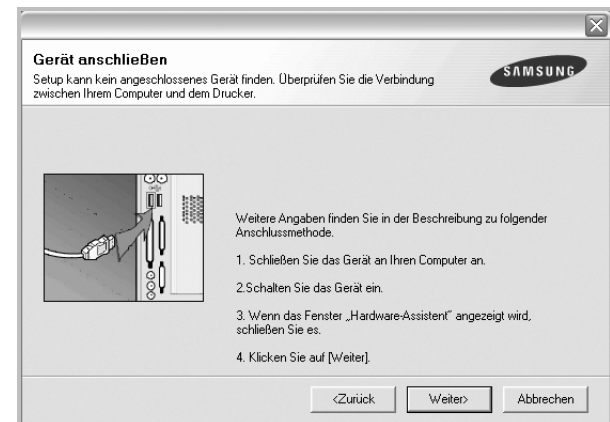 Gerät anschließen
Setup kann kein angeschlossenes Gerät finden. Überprüfen Sie die Verbindung
zwischen Ihrem Computer und dem Drucker.
SAMSUNG
Weitere Angaben finden Sie in der Beschreibung zu folgender
Anschlussmethode.
1. Schließen Sie das Gerät an Ihren Computer an.
2.Schalten Sie das Gerät ein.
3. Wenn das Fenster „Hardware-Assistent" angezeigt wird,
schließen Sie es.
4. Klicken Sie auf [Weiter].
<Zurück
Weiter>
Abbrechen